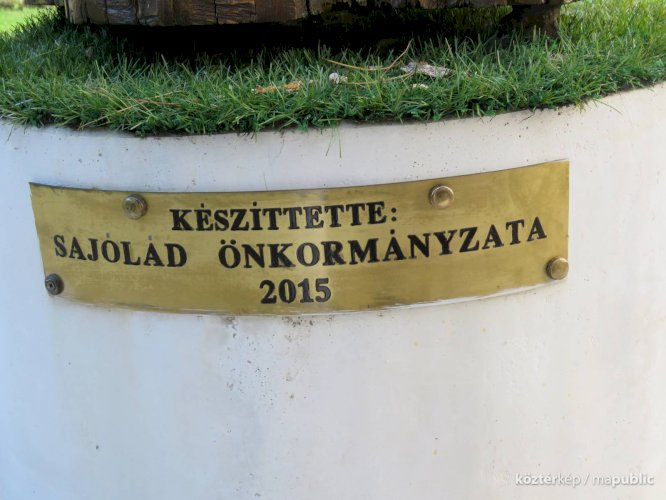 KÉSZÍTTETTE:
SAJÓLÁD ÖNKORMÁNYZATA
2015
köztérkép / mapublic